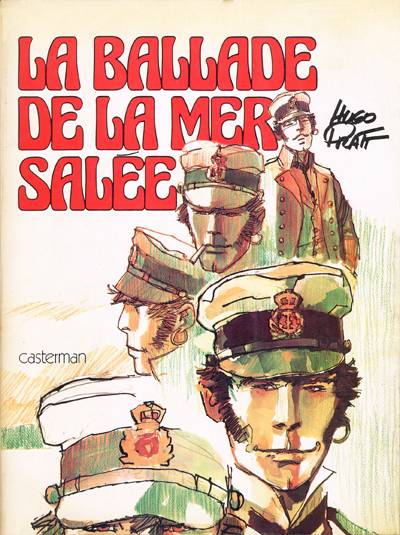 LA BALLADE
DE LA MER
SALÉE
HUGO
PRATT
casterman